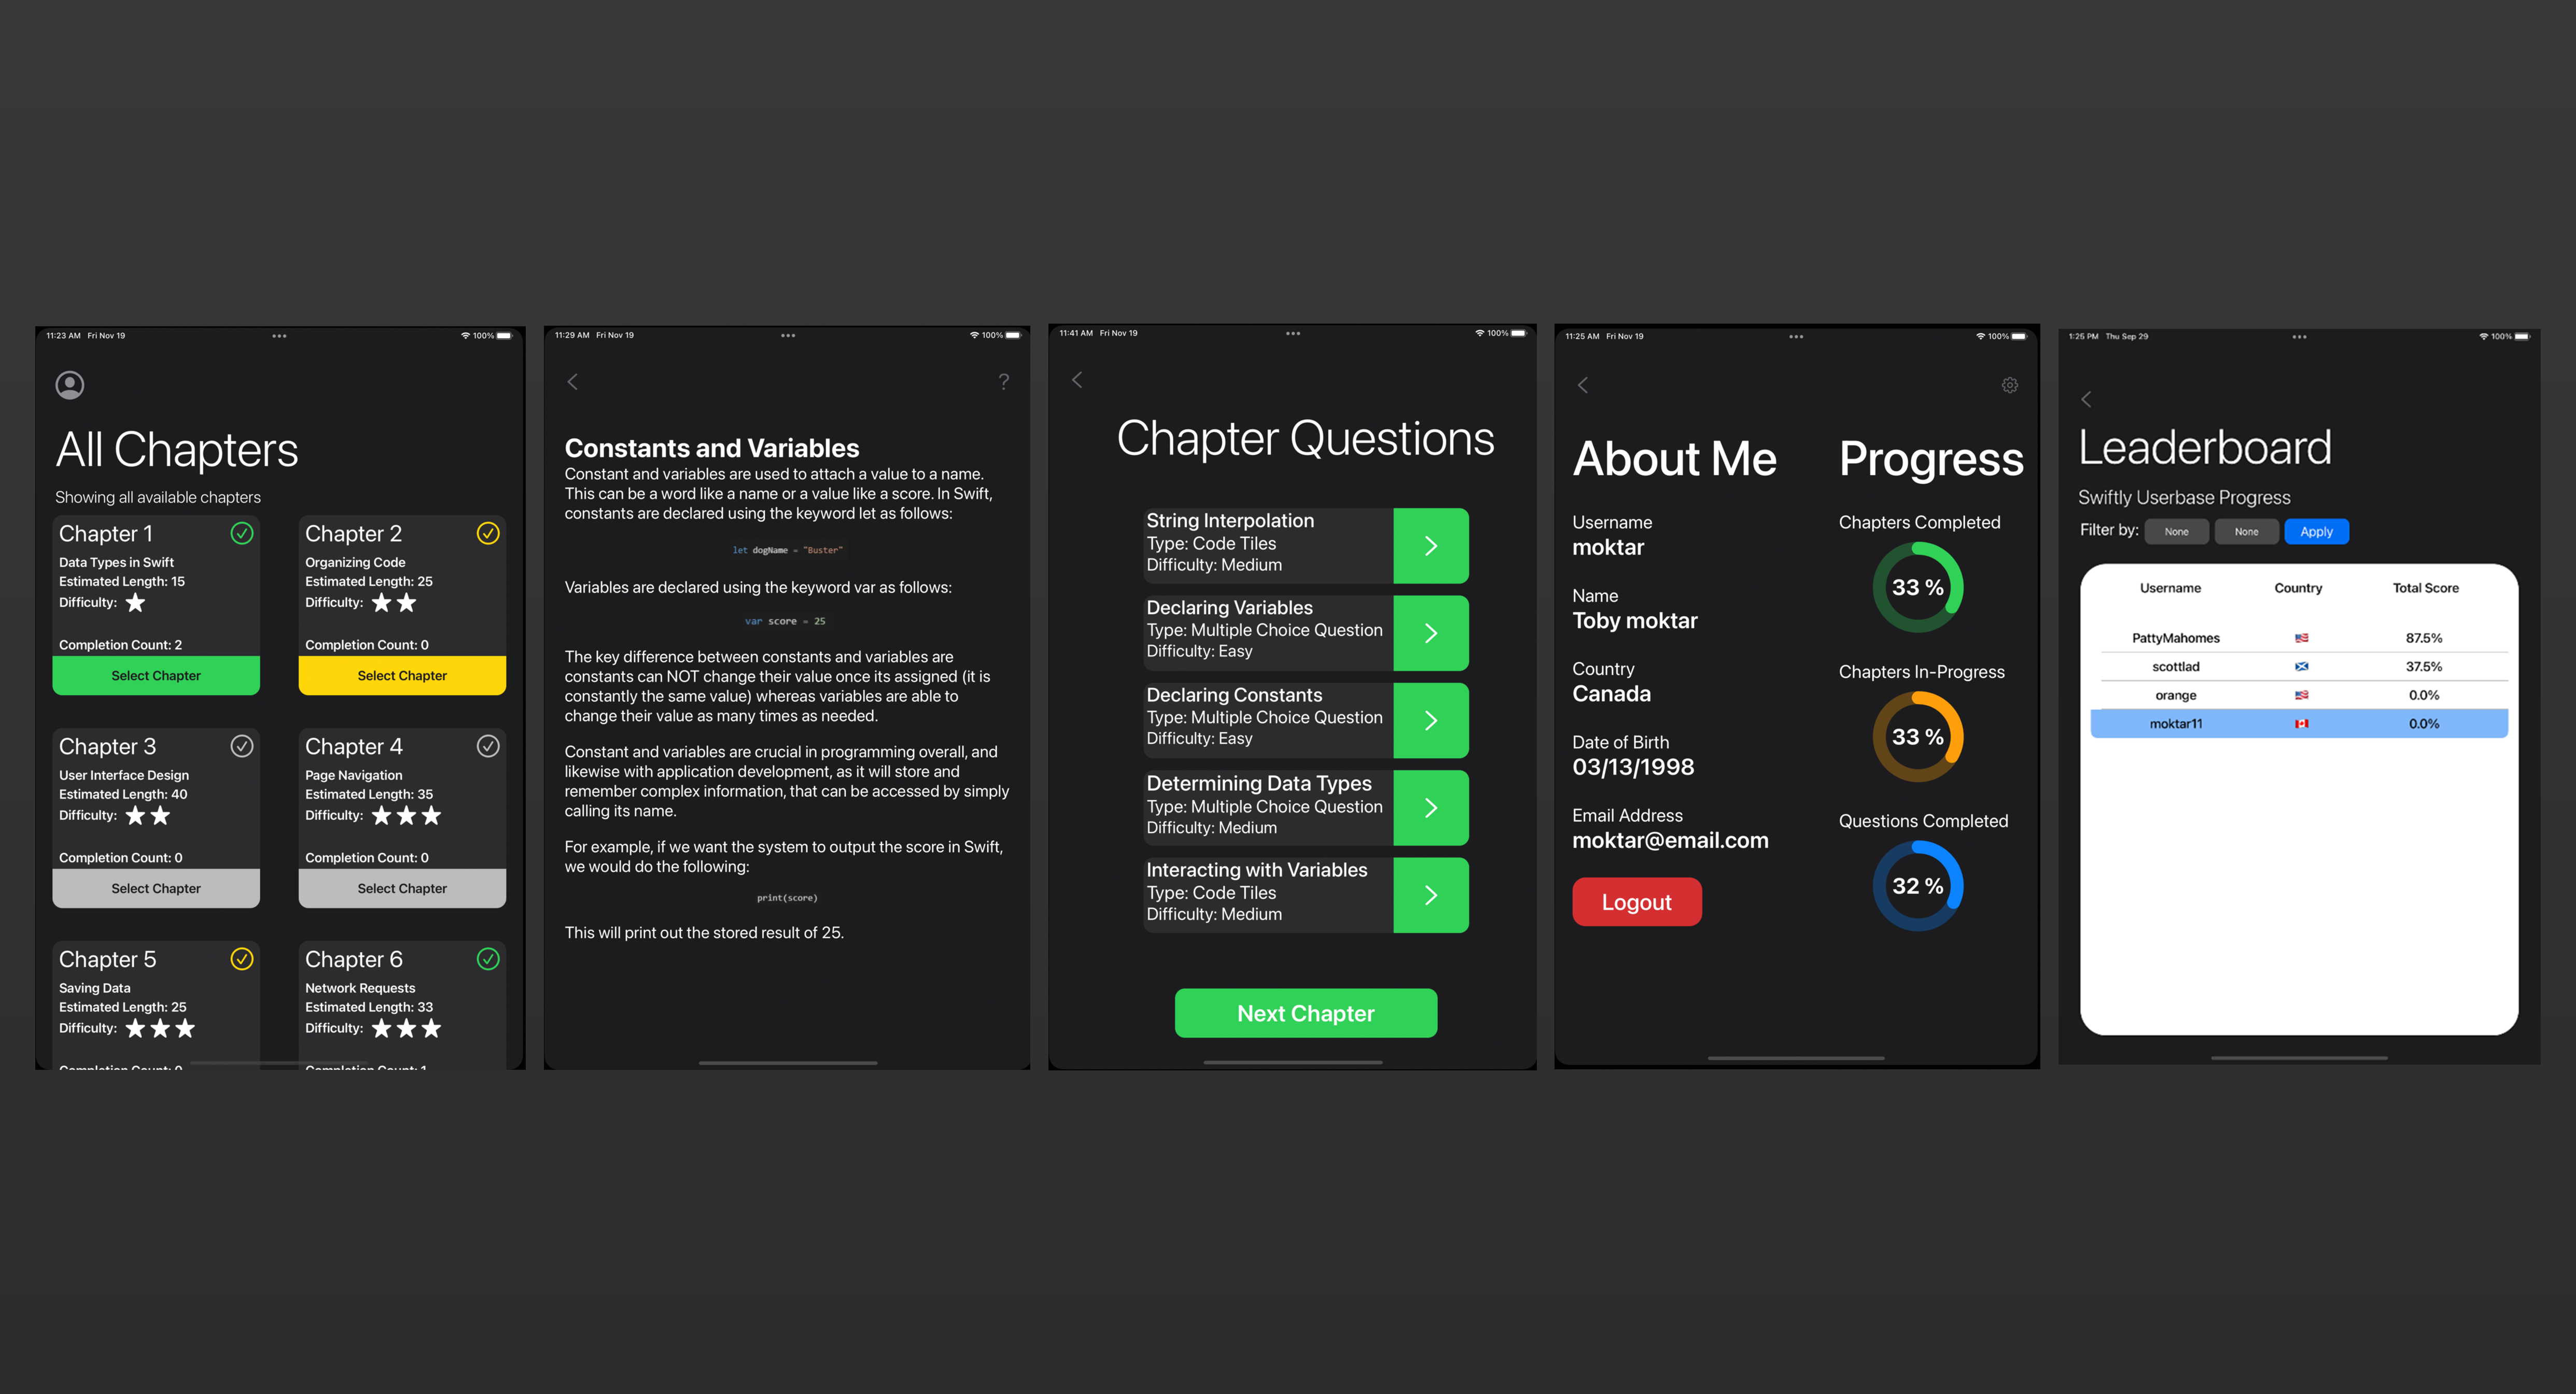 11:23 AM Fri Nov 19
100%
All Chapters
Showing all available chapters
Chapter 1
Data Types in Swift
Estimated Length: 15
Difficulty:
Completion Count: 2
Select Chapter
Chapter 2
Organizing Code
Estimated Length: 25
Difficulty:
Completion Count: 0
Select Chapter
Chapter 3
User Interface Design
Estimated Length: 40
Difficulty:
Completion Count: 0
Select Chapter
Chapter 4
Page Navigation
Estimated Length: 35
Difficulty:
Completion Count: 0
Select Chapter
Chapter 5
Saving Data
Estimated Length: 25
Difficulty:
Completion Count: 0
Chapter 6
Network Requests
Estimated Length: 33
Difficulty:
Completion Count: 1
11:29 AM Fri Nov 19
100%
?
Constants and Variables
Constant and variables are used to attach a value to a name.
This can be a word like a name or a value like a score. In Swift,
constants are declared using the keyword let as follows:
let dogName = "Buster"
Variables are declared using the keyword var as follows:
var score = 25
The key difference between constants and variables are
constants can NOT change their value once its assigned (it is
constantly the same value) whereas variables are able to
change their value as many times as needed.
Constant and variables are crucial in programming overall, and
likewise with application development, as it will store and
remember complex information, that can be accessed by simply
calling its name.
For example, if we want the system to output the score in Swift,
we would do the following:
print(score)
This will print out the stored result of 25.
11:41 AM Fri Nov 19
100%
Chapter Questions
String Interpolation
Type: Code Tiles
Difficulty: Medium
Declaring Variables
Type: Multiple Choice Question
Difficulty: Easy
Declaring Constants
Type: Multiple Choice Question
Difficulty: Easy
Determining Data Types
Type: Multiple Choice Question
Difficulty: Medium
Interacting with Variables
Type: Code Tiles
Difficulty: Medium
Next Chapter
11:25 AM Fri Nov 19
100%
About Me
Username
moktar
Name
Toby moktar
Country
Canada
Date of Birth
03/13/1998
Email Address
moktar@email.com
Logout
Progress
Chapters Completed
33 %
Chapters In-Progress
33 %
Questions Completed
32 %
1:25 PM Thu Sep 29
100%
Leaderboard
Swiftly Userbase Progress
Filter by: None None Apply
Username Country Total Score
PattyMahomes 87.5%
scottlad 37.5%
orange 0.0%
moktar11 0.0%